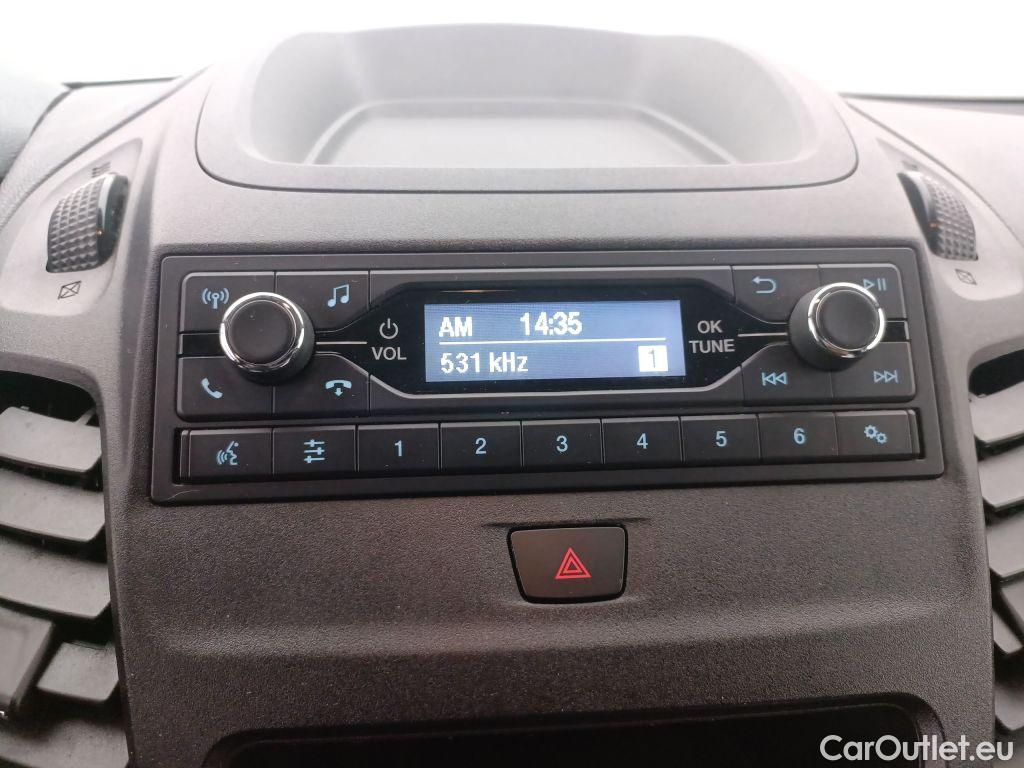 AM 14:35
531 kHz 1
VOL
OK
TUNE
1 2 3 4 5 6
CarOutlet.eu